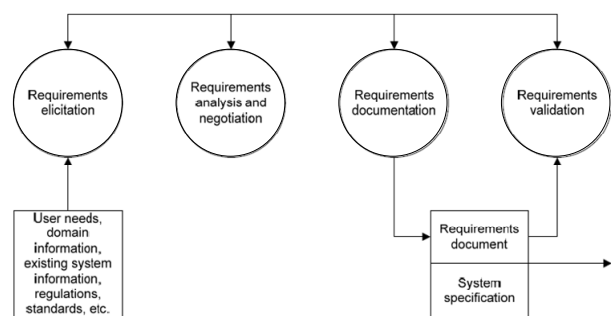 Requirements
elicitation
Requirements
analysis and
negotiation
Requirements
documentation
Requirements
validation
User needs,
domain
information,
existing system
information,
regulations,
standards, etc.
Requirements
document
System
specification